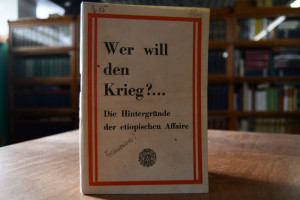 Wer will
den
Krieg?...
Die Hintergründe
der etiopischen Affaire